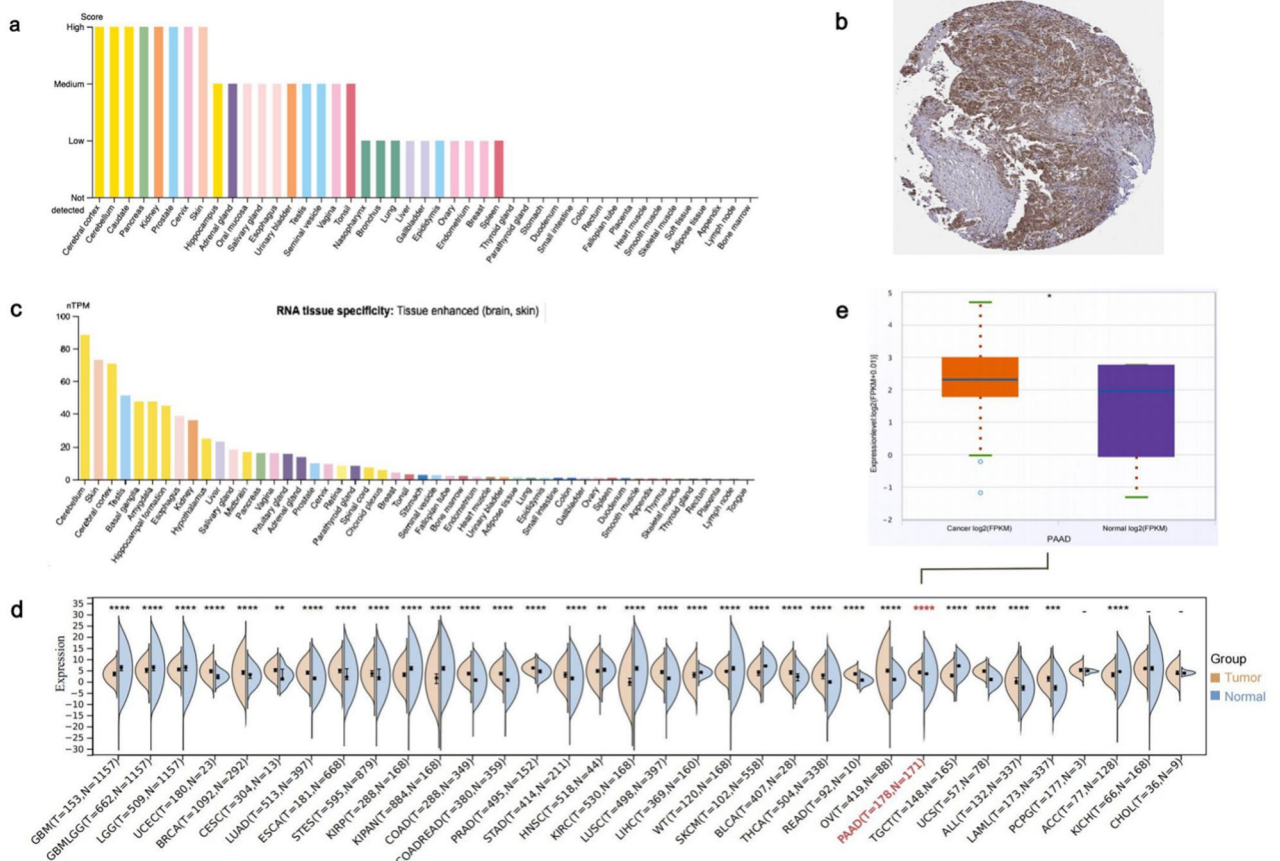 a
Score
High
Medium
Low
Not
detected
Cerebral cortex
Cerebellum
Caudate
Pancreas
Kidney
Prostate
Cervix
Skin
Hippocampus
Adrenal gland
Oral mucosa
Salivary gland
Esophagus
Urinary bladder
Testis
Seminal vesicle
Vagina
Tonsil
Nasopharynx
Bronchus
Lung
Liver
Gallbladder
Epididymis
Ovary
Endometrium
Breast
Spleen
Thyroid gland
Parathyroid gland
Stomach
Duodenum
Small intestine
Colon
Rectum
Fallopian tube
Placenta
Heart muscle
Smooth muscle
Skeletal muscle
Soft tissue
Adipose tissue
Appendix
Lymph node
Bone marrow
b
c
nTPM
RNA tissue specificity: Tissue enhanced (brain, skin)
100
80
60
40
20
0
Cerebellum
Skin
Cerebral cortex
Testis
Basal ganglia
Amygdala
Hippocampal formation
Esophagus
Kidney
Hypothalamus
Liver
Salivary gland
Midbrain
Pancreas
Vagina
Pituitary gland
Adrenal gland
Prostate
Cervix
Retina
Parathyroid gland
Spinal cord
Choroid plexus
Breast
Tonsil
Stomach
Seminal vesicle
Fallopian tube
Bone marrow
Endometrium
Heart muscle
Urinary bladder
Adipose tissue
Lung
Epididymis
Small intestine
Colon
Gallbladder
Ovary
Spleen
Duodenum
Smooth muscle
Appendix
Thymus
Skeletal muscle
Thyroid gland
Rectum
Placenta
Lymph node
Tongue
e
Expressionlevel:log2(FPKM+0.01)]
5
4
3
2
1
0
−1
−2
*
Cancer log2(FPKM)
Normal log2(FPKM)
PAAD
d
Expression
35
30
25
20
15
10
5
0
−5
−10
−15
−20
−25
−30
**** **** **** **** **** ** **** **** **** **** **** **** **** **** **** ** **** **** **** **** **** **** **** **** **** **** **** **** **** *** - **** - -
GBM(T=153,N=1157)
GBMLGG(T=662,N=1157)
LGG(T=509,N=1157)
UCEC(T=180,N=23)
BRCA(T=1092,N=292)
CESC(T=304,N=13)
LUAD(T=513,N=397)
ESCA(T=181,N=668)
STES(T=595,N=879)
KIRP(T=288,N=168)
KIPAN(T=884,N=168)
COAD(T=288,N=349)
COADREAD(T=380,N=359)
PRAD(T=495,N=152)
STAD(T=414,N=211)
HNSC(T=518,N=44)
KIRC(T=530,N=168)
LUSC(T=498,N=397)
LIHC(T=369,N=160)
WT(T=120,N=168)
SKCM(T=102,N=558)
BLCA(T=407,N=28)
THCA(T=504,N=338)
READ(T=92,N=10)
OV(T=419,N=88)
PAAD(T=178,N=171)
TGCT(T=148,N=165)
UCS(T=57,N=78)
ALL(T=132,N=337)
LAML(T=173,N=337)
PCPG(T=177,N=3)
ACC(T=77,N=128)
KICH(T=66,N=168)
CHOL(T=36,N=9)
Group
Tumor
Normal